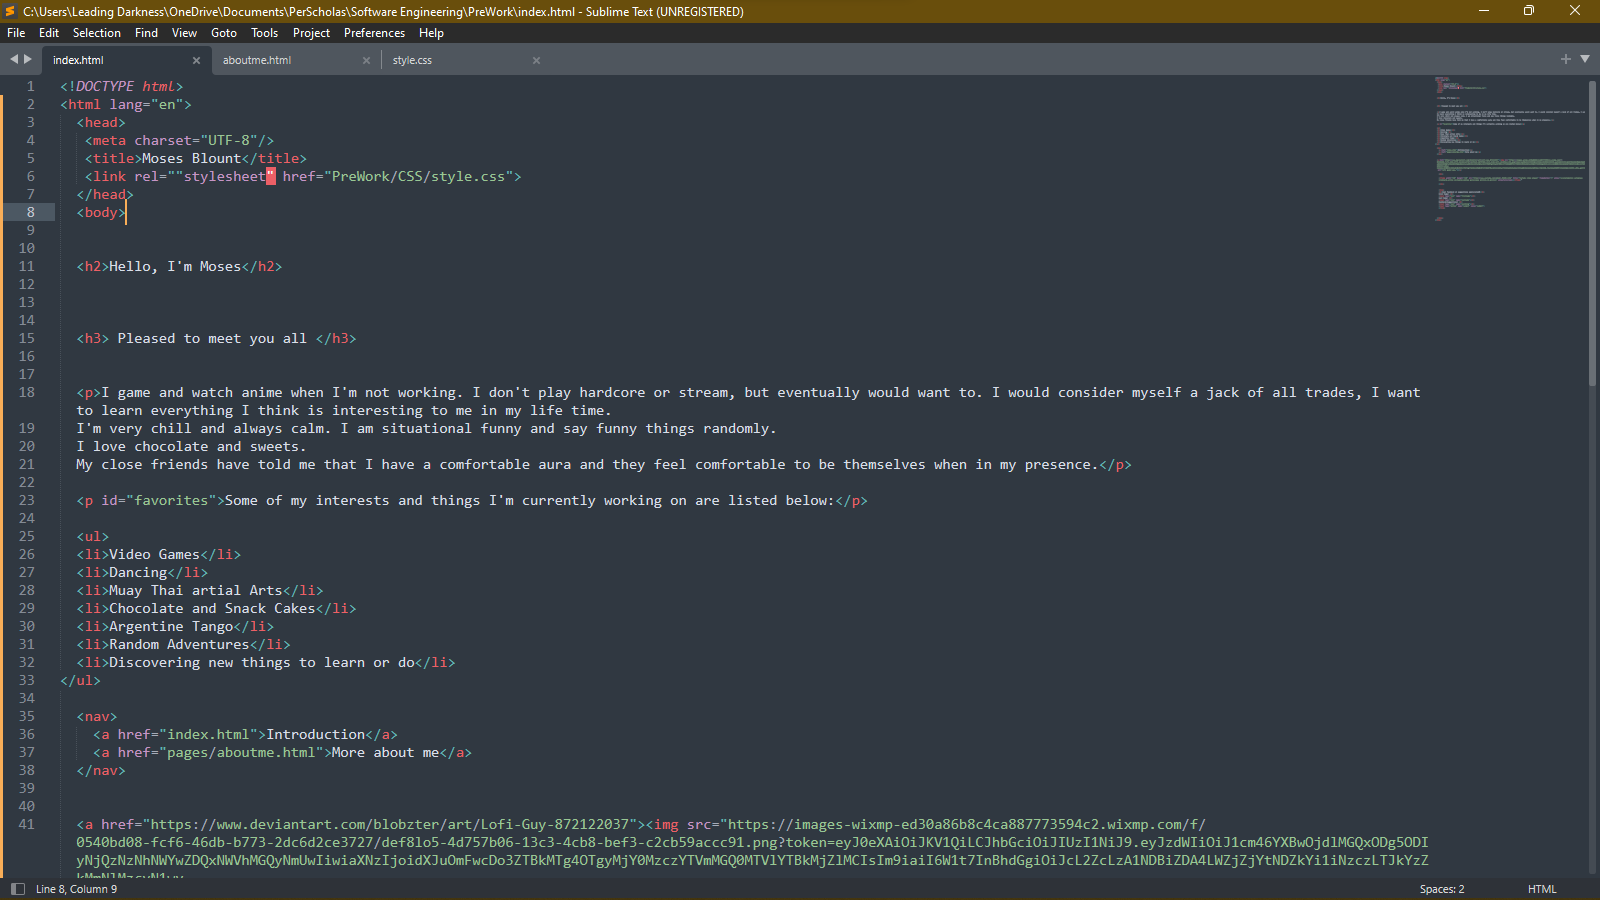 C:\Users\Leading Darkness\OneDrive\Documents\PerScholas\Software Engineering\PreWork\index.html - Sublime Text (UNREGISTERED)
File Edit Selection Find View Goto Tools Project Preferences Help
index.html aboutme.html style.css
1 <!DOCTYPE html>
2 <html lang="en">
3 <head>
4 <meta charset="UTF-8"/>
5 <title>Moses Blount</title>
6 <link rel=""stylesheet" href="PreWork/CSS/style.css">
7 </head>
8 <body>
9
10
11 <h2>Hello, I'm Moses</h2>
12
13
14
15 <h3> Pleased to meet you all </h3>
16
17
18 <p>I game and watch anime when I'm not working. I don't play hardcore or stream, but eventually would want to. I would consider myself a jack of all trades, I want
to learn everything I think is interesting to me in my life time.
19 I'm very chill and always calm. I am situational funny and say funny things randomly.
20 I love chocolate and sweets.
21 My close friends have told me that I have a comfortable aura and they feel comfortable to be themselves when in my presence.</p>
22
23 <p id="favorites">Some of my interests and things I'm currently working on are listed below:</p>
24
25 <ul>
26 <li>Video Games</li>
27 <li>Dancing</li>
28 <li>Muay Thai artial Arts</li>
29 <li>Chocolate and Snack Cakes</li>
30 <li>Argentine Tango</li>
31 <li>Random Adventures</li>
32 <li>Discovering new things to learn or do</li>
33 </ul>
34
35 <nav>
36 <a href="index.html">Introduction</a>
37 <a href="pages/aboutme.html">More about me</a>
38 </nav>
39
40
41 <a href="https://www.deviantart.com/blobzter/art/Lofi-Guy-872122037"><img src="https://images-wixmp-ed30a86b8c4ca887773594c2.wixmp.com/f/
0540bd08-fcf6-46db-b773-2dc6d2ce3727/def8lo5-4d757b06-13c3-4cb8-bef3-c2cb59accc91.png?token=eyJ0eXAiOiJKV1QiLCJhbGciOiJIUzI1NiJ9.eyJzdWIiOiJ1cm46YXBwOjdlMGQxODg5ODI
yNjQzNzNhNWYwZDQxNWVhMGQyNmUwIiwiaXNzIjoidXJuOmFwcDo3ZTBkMTg4OTgyMjY0MzczYTVmMGQ0MTVlYTBkMjZlMCIsIm9iaiI6W1t7InBhdGgiOiJcL2ZcLzA1NDBiZDA4LWZjZjYtNDZkYi1iNzczLTJkYzZ
Line 8, Column 9 Spaces: 2 HTML